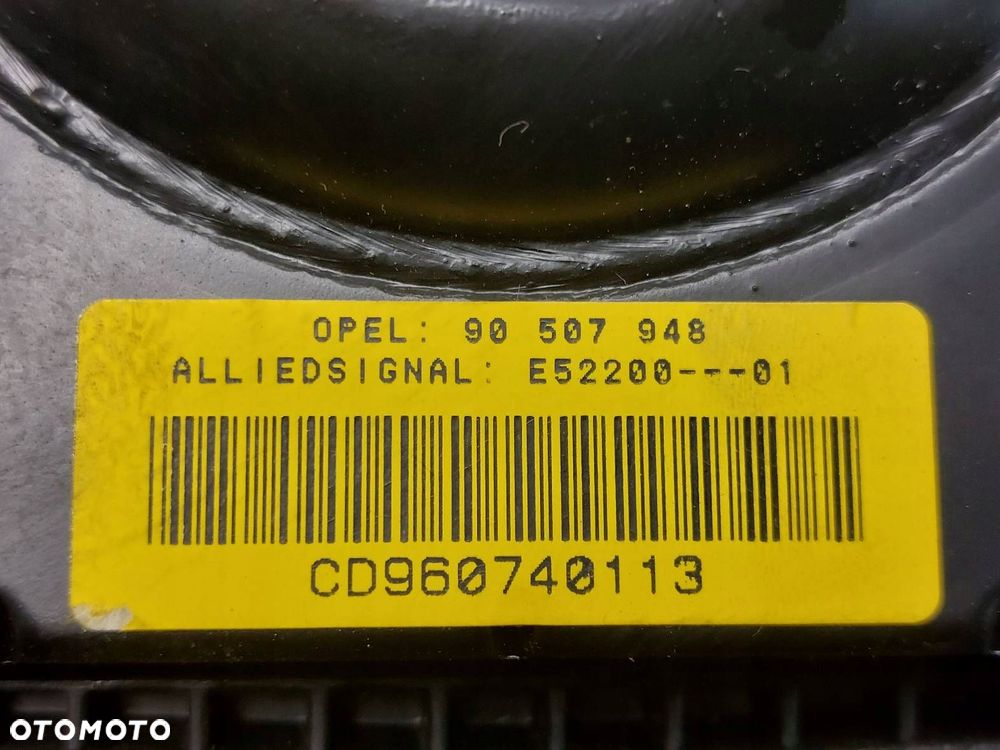 OPEL: 90 507 948
ALLIEDSIGNAL: E52200---01
CD960740113
OTOMOTO